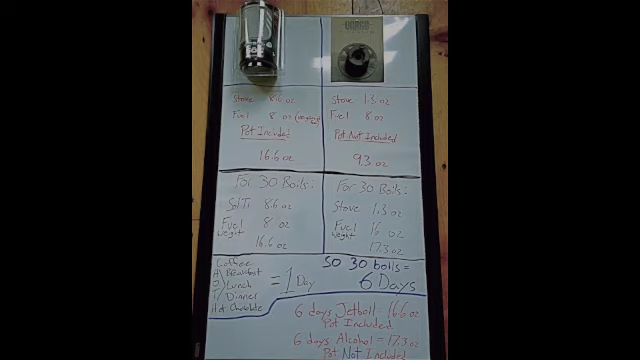 Stove 8.6 oz
Fuel 8 oz
Pot Included
16.6 oz
Stove 1.3 oz
Fuel 8 oz
Pot Not Included
9.3 oz
For 30 Boils:
Sol Ti 8.6 oz
Fuel 8 oz
weight
16.6 oz
For 30 Boils:
Stove 1.3 oz
Fuel 16 oz
weight
17.3 oz
Coffee
Breakfast
Lunch
Dinner
Hot Chocolate
= 1 Day
SO 30 boils =
6 Days
6 days Jetboil = 16.6 oz
Pot Included
6 days Alcohol = 17.3 oz
Pot Not Included